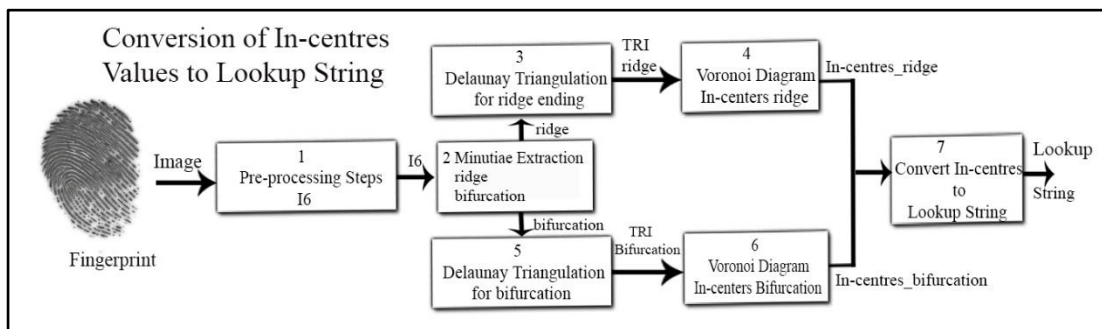 Conversion of In-centres
Values to Lookup String
Fingerprint
Image
1
Pre-processing Steps
I6
I6
2 Minutiae Extraction
ridge
bifurcation
ridge
3
Delaunay Triangulation
for ridge ending
TRI
ridge
4
Voronoi Diagram
In-centers ridge
In-centres_ridge
bifurcation
5
Delaunay Triangulation
for bifurcation
TRI
Bifurcation
6
Voronoi Diagram
In-centers Bifurcation
In-centres_bifurcation
7
Convert In-centres
to
Lookup String
Lookup
String